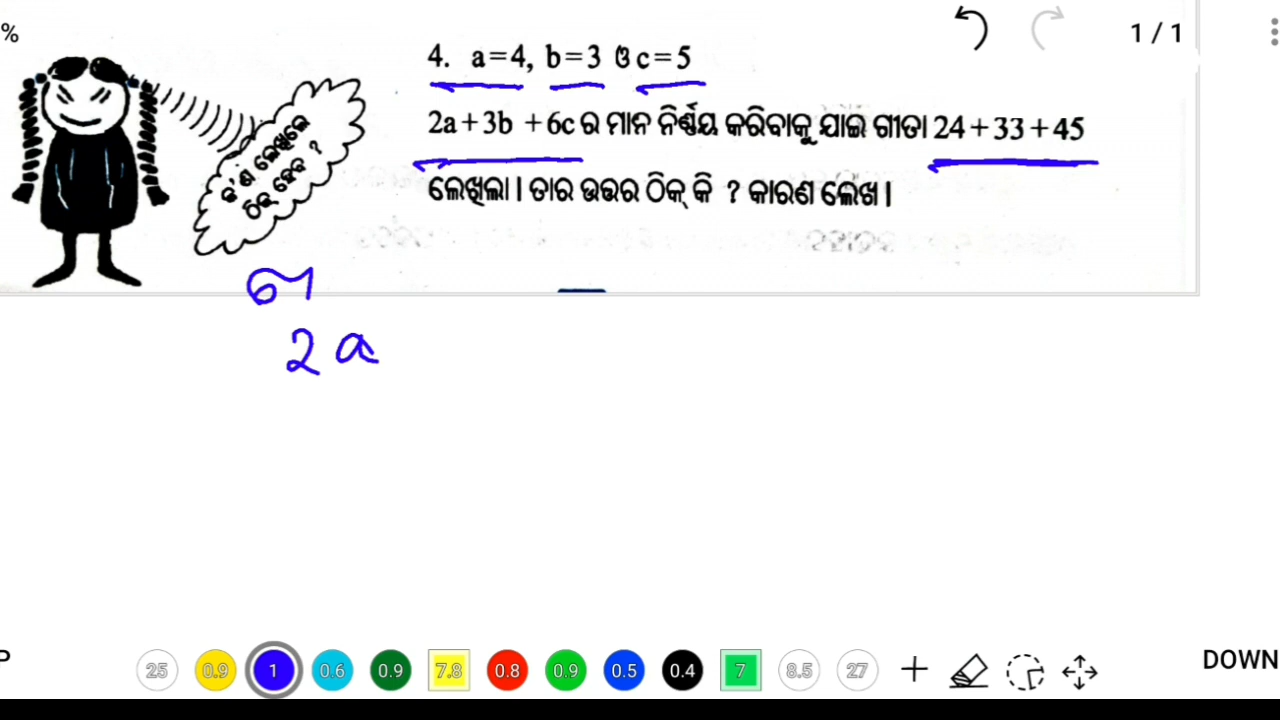 %
1 / 1
4. a=4, b=3 ଓ c=5
2a+3b +6c ର ମାନ ନିର୍ଣ୍ଣୟ କରିବାକୁ ଯାଇ ଗୀତା 24+33+45
ଲେଖିଲା । ତାର ଉତ୍ତର ଠିକ୍ କି ? କାରଣ ଲେଖ ।
କ'ଣ ଲେଖିଲେ
ଠିକ୍ ହେବ ?
2 a
25 0.9 1 0.6 0.9 7.8 0.8 0.9 0.5 0.4 7 8.5 27
DOWN